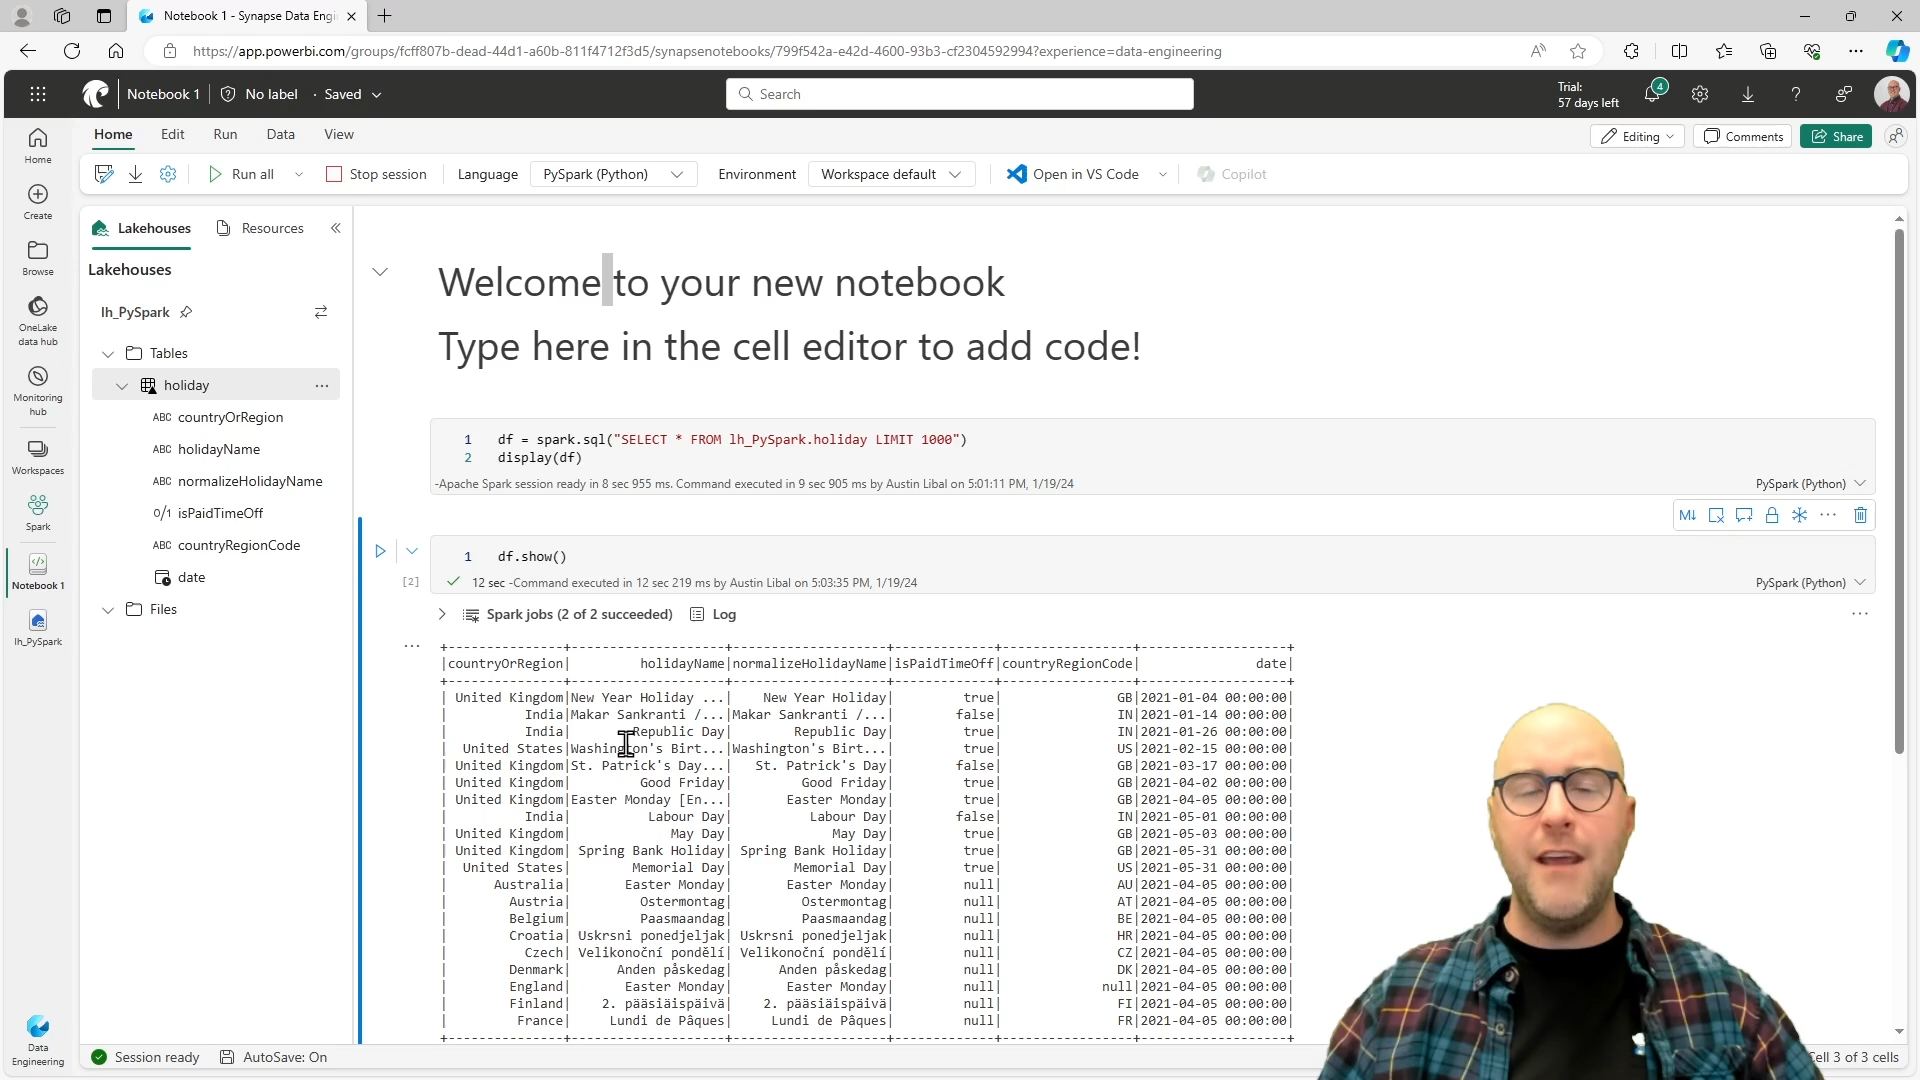 Notebook 1 - Synapse Data Engi
https://app.powerbi.com/groups/fcff807b-dead-44d1-a60b-811f4712f3d5/synapsenotebooks/799f542a-e42d-4600-93b3-cf2304592994?experience=data-engineering
Notebook 1 No label · Saved
Search
Trial:
57 days left
4
Home Edit Run Data View
Editing Comments Share
Run all Stop session Language PySpark (Python) Environment Workspace default Open in VS Code Copilot
Home
Create
Browse
OneLake
data hub
Monitoring
hub
Workspaces
Spark
Notebook 1
lh_PySpark
Data
Engineering
Lakehouses Resources
Lakehouses
lh_PySpark
Tables
holiday
ABC countryOrRegion
ABC holidayName
ABC normalizeHolidayName
0/1 isPaidTimeOff
ABC countryRegionCode
date
Files
Welcome to your new notebook
Type here in the cell editor to add code!
1 df = spark.sql("SELECT * FROM lh_PySpark.holiday LIMIT 1000")
2 display(df)
-Apache Spark session ready in 8 sec 955 ms. Command executed in 9 sec 905 ms by Austin Libal on 5:01:11 PM, 1/19/24
PySpark (Python)
M↓
1 df.show()
[2] 12 sec -Command executed in 12 sec 219 ms by Austin Libal on 5:03:35 PM, 1/19/24
PySpark (Python)
Spark jobs (2 of 2 succeeded) Log
+---------------+--------------------+--------------------+-------------+-----------------+-------------------+
|countryOrRegion| holidayName|normalizeHolidayName|isPaidTimeOff|countryRegionCode| date|
+---------------+--------------------+--------------------+-------------+-----------------+-------------------+
| United Kingdom|New Year Holiday ...| New Year Holiday| true| GB|2021-01-04 00:00:00|
| India|Makar Sankranti /...|Makar Sankranti /...| false| IN|2021-01-14 00:00:00|
| India| Republic Day| Republic Day| true| IN|2021-01-26 00:00:00|
| United States|Washington's Birt...|Washington's Birt...| true| US|2021-02-15 00:00:00|
| United Kingdom|St. Patrick's Day...| St. Patrick's Day| false| GB|2021-03-17 00:00:00|
| United Kingdom| Good Friday| Good Friday| true| GB|2021-04-02 00:00:00|
| United Kingdom|Easter Monday [En...| Easter Monday| true| GB|2021-04-05 00:00:00|
| India| Labour Day| Labour Day| false| IN|2021-05-01 00:00:00|
| United Kingdom| May Day| May Day| true| GB|2021-05-03 00:00:00|
| United Kingdom| Spring Bank Holiday| Spring Bank Holiday| true| GB|2021-05-31 00:00:00|
| United States| Memorial Day| Memorial Day| true| US|2021-05-31 00:00:00|
| Australia| Easter Monday| Easter Monday| null| AU|2021-04-05 00:00:00|
| Austria| Ostermontag| Ostermontag| null| AT|2021-04-05 00:00:00|
| Belgium| Paasmaandag| Paasmaandag| null| BE|2021-04-05 00:00:00|
| Croatia| Uskrsni ponedjeljak| Uskrsni ponedjeljak| null| HR|2021-04-05 00:00:00|
| Czech| Velikonoční pondělí| Velikonoční pondělí| null| CZ|2021-04-05 00:00:00|
| Denmark| Anden påskedag| Anden påskedag| null| DK|2021-04-05 00:00:00|
| England| Easter Monday| Easter Monday| null| null|2021-04-05 00:00:00|
| Finland| 2. pääsiäispäivä| 2. pääsiäispäivä| null| FI|2021-04-05 00:00:00|
| France| Lundi de Pâques| Lundi de Pâques| null| FR|2021-04-05 00:00:00|
+---------------+--------------------+--------------------+-------------+-----------------+-------------------+
Session ready AutoSave: On
Cell 3 of 3 cells